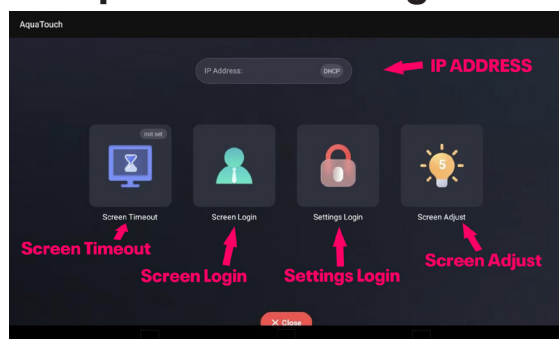 AquaTouch
IP Address: DHCP
IP ADDRESS
not set
5
Screen Timeout Screen Login Settings Login Screen Adjust
Screen Timeout
Screen Adjust
Screen Login Settings Login
X Close